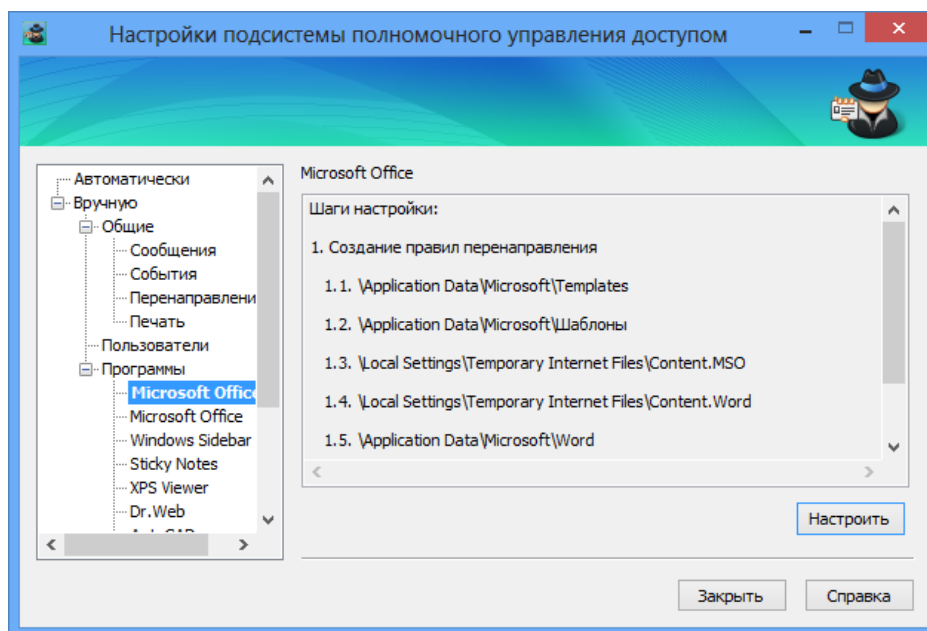 Настройки подсистемы полномочного управления доступом
Автоматически
Вручную
Общие
Сообщения
События
Перенаправлени
Печать
Пользователи
Программы
Microsoft Offic
Microsoft Office
Windows Sidebar
Sticky Notes
XPS Viewer
Dr.Web
Microsoft Office
Шаги настройки:
1. Создание правил перенаправления
1.1. \Application Data\Microsoft\Templates
1.2. \Application Data\Microsoft\Шаблоны
1.3. \Local Settings\Temporary Internet Files\Content.MSO
1.4. \Local Settings\Temporary Internet Files\Content.Word
1.5. \Application Data\Microsoft\Word
Настроить
Закрыть
Справка